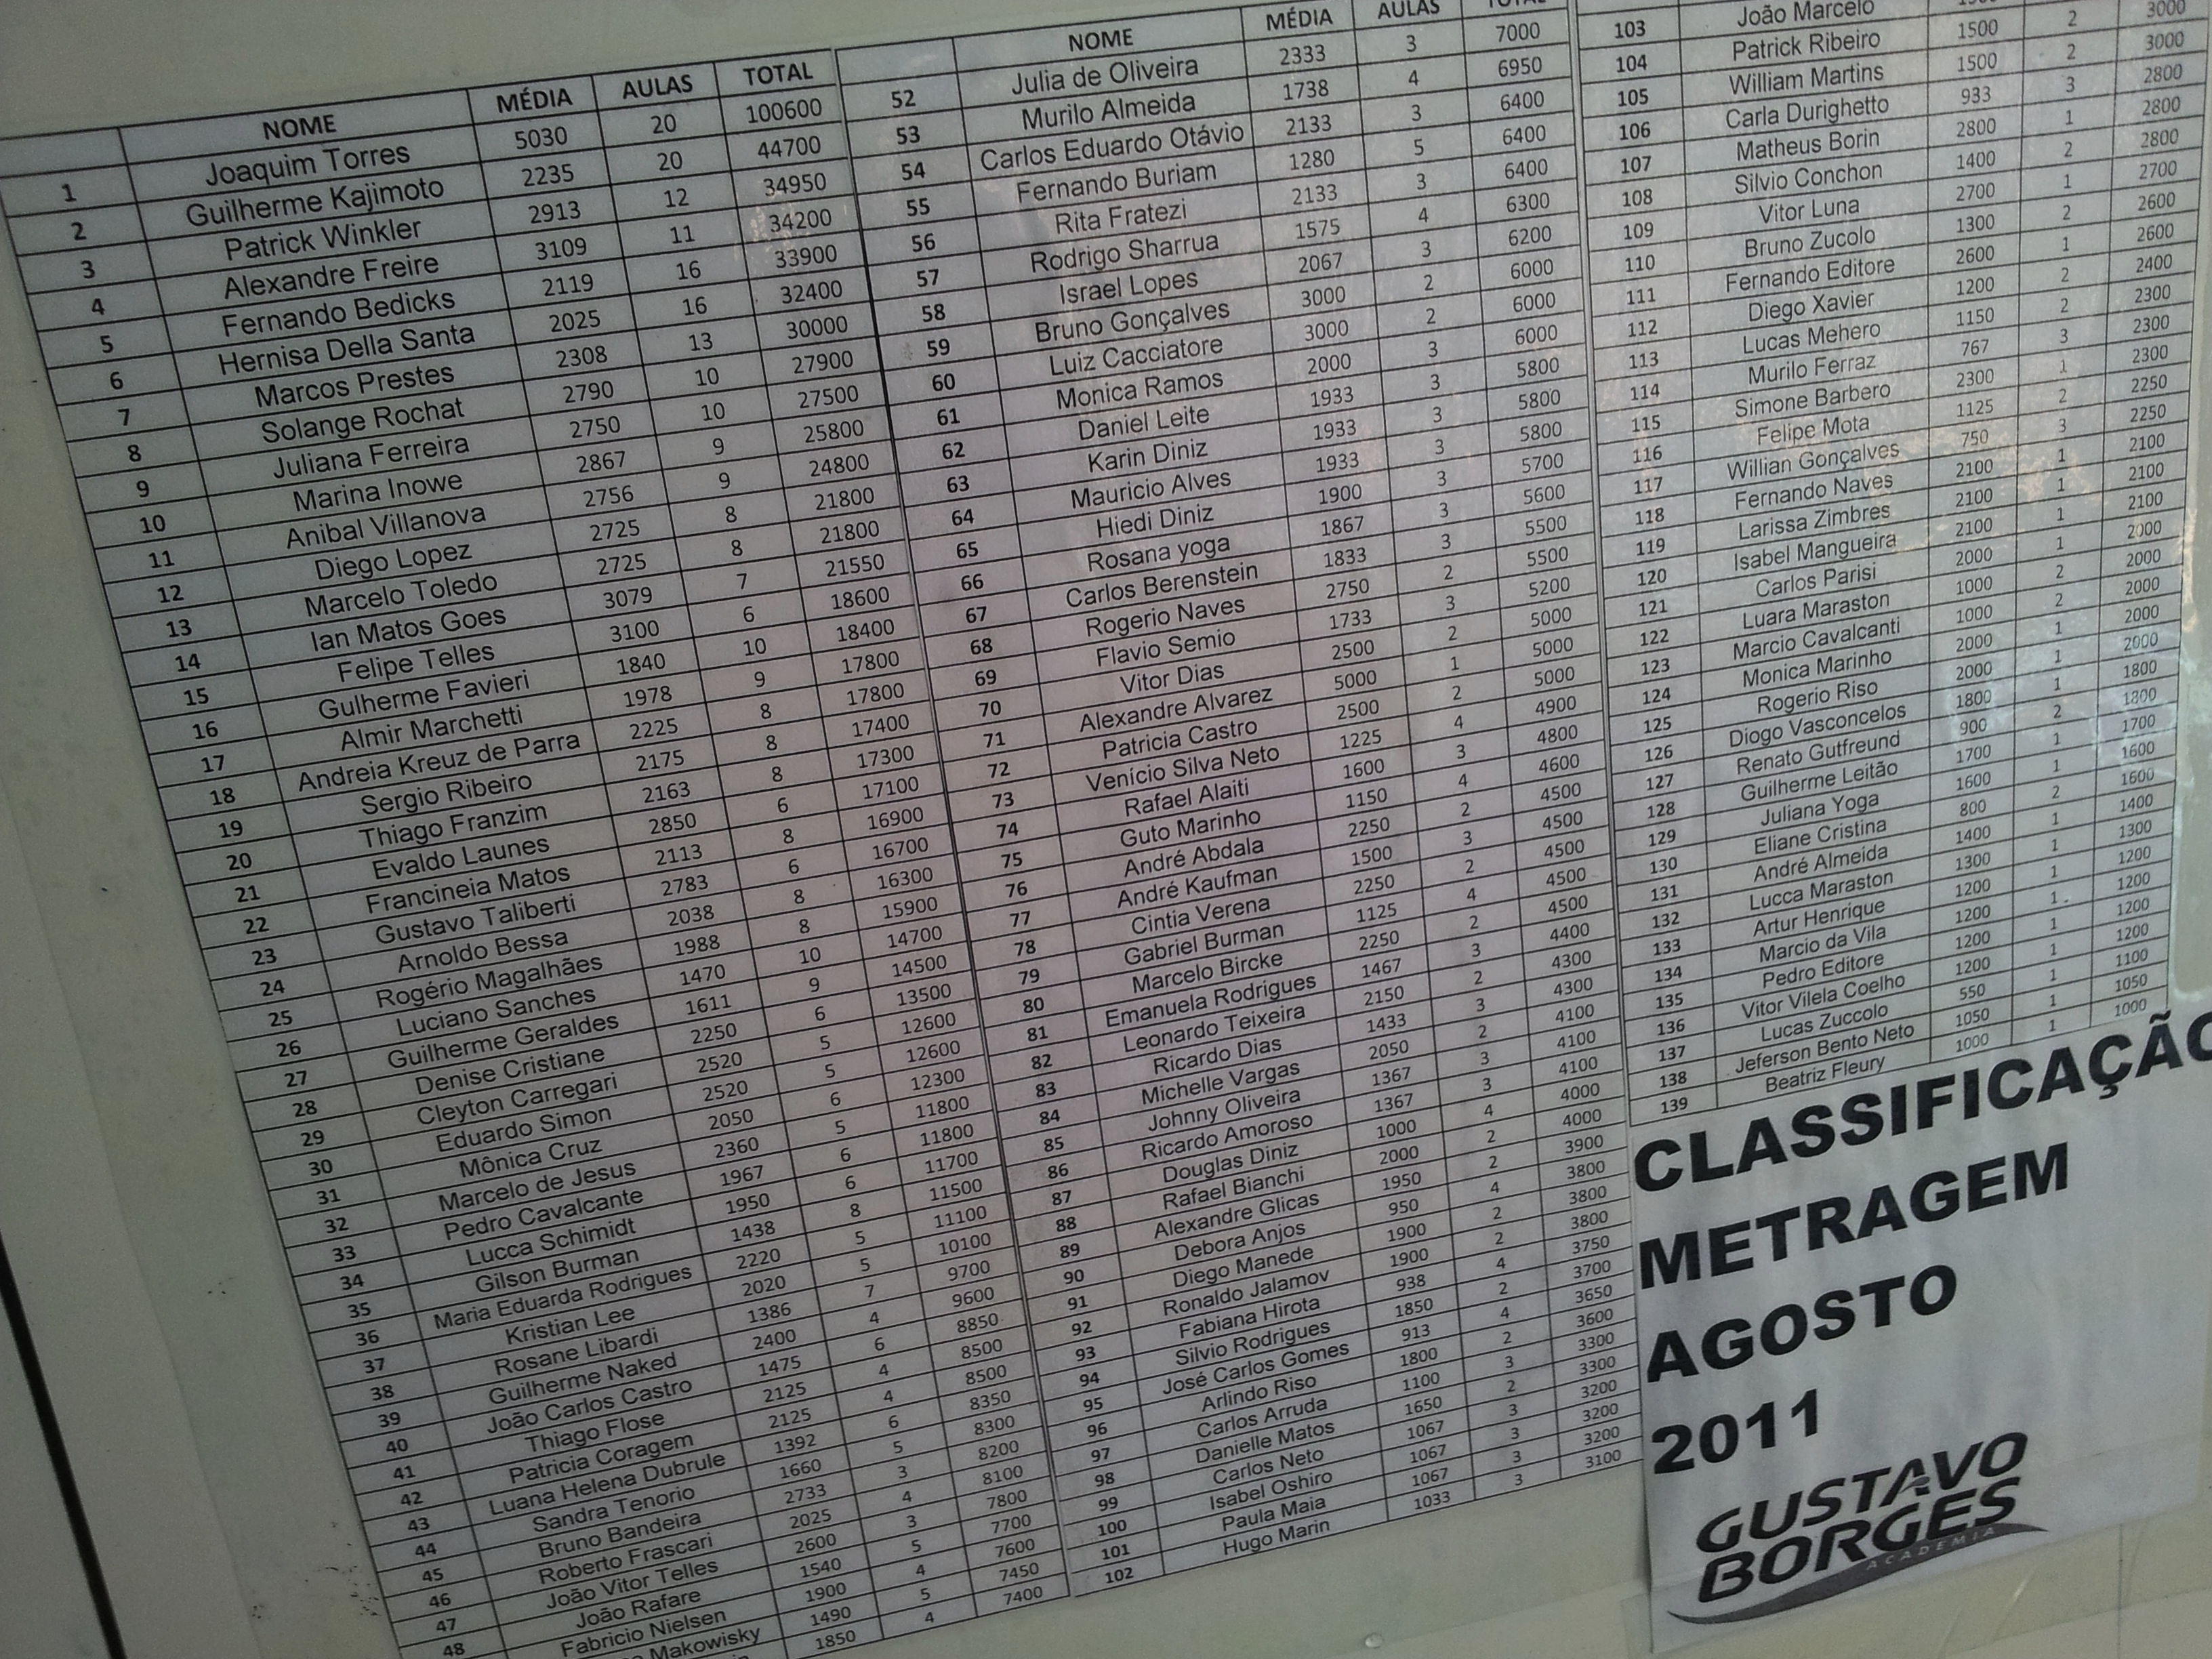 NOME MÉDIA AULAS TOTAL
1 Joaquim Torres 5030 20 100600
2 Guilherme Kajimoto 2235 20 44700
3 Patrick Winkler 2913 12 34950
4 Alexandre Freire 3109 11 34200
5 Fernando Bedicks 2119 16 33900
6 Hernisa Della Santa 2025 16 32400
7 Marcos Prestes 2308 13 30000
8 Solange Rochat 2790 10 27900
9 Juliana Ferreira 2750 10 27500
10 Marina Inowe 2867 9 25800
11 Anibal Villanova 2756 9 24800
12 Diego Lopez 2725 8 21800
13 Marcelo Toledo 2725 8 21800
14 Ian Matos Goes 3079 7 21550
15 Felipe Telles 3100 6 18600
16 Gulherme Favieri 1840 10 18400
17 Almir Marchetti 1978 9 17800
18 Andreia Kreuz de Parra 2225 8 17800
19 Sergio Ribeiro 2175 8 17400
20 Thiago Franzim 2163 8 17300
21 Evaldo Launes 2850 6 17100
22 Francineia Matos 2113 8 16900
23 Gustavo Taliberti 2783 6 16700
24 Arnoldo Bessa 2038 8 16300
25 Rogério Magalhães 1988 8 15900
26 Luciano Sanches 1470 10 14700
27 Guilherme Geraldes 1611 9 14500
28 Denise Cristiane 2250 6 13500
29 Cleyton Carregari 2520 5 12600
30 Eduardo Simon 2520 5 12600
31 Mônica Cruz 2050 6 12300
32 Marcelo de Jesus 2360 5 11800
33 Pedro Cavalcante 1967 6 11800
34 Lucca Schimidt 1950 6 11700
35 Gilson Burman 1438 8 11500
36 Maria Eduarda Rodrigues 2220 5 11100
37 Kristian Lee 2020 5 10100
38 Rosane Libardi 1386 7 9700
39 Guilherme Naked 2400 4 9600
40 João Carlos Castro 1475 6 8850
41 Thiago Flose 2125 4 8500
42 Patricia Coragem 2125 4 8500
43 Luana Helena Dubrule 1392 6 8350
44 Sandra Tenorio 1660 5 8300
45 Bruno Bandeira 2733 3 8200
46 Roberto Frascari 2025 4 8100
47 João Vitor Telles 2600 3 7800
48 João Rafare 1540 5 7700
Fabricio Nielsen 1900 4 7600
Makowisky 1490 5 7450
1850 4 7400
NOME MÉDIA AULAS TOTAL
52 Julia de Oliveira 2333 3 7000
53 Murilo Almeida 1738 4 6950
54 Carlos Eduardo Otávio 2133 3 6400
55 Fernando Buriam 1280 5 6400
56 Rita Fratezi 2133 3 6400
57 Rodrigo Sharrua 1575 4 6300
58 Israel Lopes 2067 3 6200
59 Bruno Gonçalves 3000 2 6000
60 Luiz Cacciatore 3000 2 6000
61 Monica Ramos 2000 3 6000
62 Daniel Leite 1933 3 5800
63 Karin Diniz 1933 3 5800
64 Mauricio Alves 1933 3 5800
65 Hiedi Diniz 1900 3 5700
66 Rosana yoga 1867 3 5600
67 Carlos Berenstein 1833 3 5500
68 Rogerio Naves 2750 2 5500
69 Flavio Semio 1733 3 5200
70 Vitor Dias 2500 2 5000
71 Alexandre Alvarez 5000 1 5000
72 Patricia Castro 2500 2 5000
73 Venício Silva Neto 1225 4 4900
74 Rafael Alaiti 1600 3 4800
75 Guto Marinho 1150 4 4600
76 André Abdala 2250 2 4500
77 André Kaufman 1500 3 4500
78 Cintia Verena 2250 2 4500
79 Gabriel Burman 1125 4 4500
80 Marcelo Bircke 2250 2 4500
81 Emanuela Rodrigues 1467 3 4400
82 Leonardo Teixeira 2150 2 4300
83 Ricardo Dias 1433 3 4300
84 Michelle Vargas 2050 2 4100
85 Johnny Oliveira 1367 3 4100
86 Ricardo Amoroso 1367 3 4100
87 Douglas Diniz 1000 4 4000
88 Rafael Bianchi 2000 2 4000
89 Alexandre Glicas 1950 2 3900
90 Debora Anjos 950 4 3800
91 Diego Manede 1900 2 3800
92 Ronaldo Jalamov 1900 2 3800
93 Fabiana Hirota 938 4 3750
94 Silvio Rodrigues 1850 2 3700
95 José Carlos Gomes 913 4 3650
96 Arlindo Riso 1800 2 3600
97 Carlos Arruda 1100 3 3300
98 Danielle Matos 1650 2 3300
99 Carlos Neto 1067 3 3200
100 Isabel Oshiro 1067 3 3200
101 Paula Maia 1067 3 3200
102 Hugo Marin 1033 3 3100
103 João Marcelo 1500 2 3000
104 Patrick Ribeiro 1500 2 3000
105 William Martins 1500 2 3000
106 Carla Durighetto 933 3 2800
107 Matheus Borin 2800 1 2800
108 Silvio Conchon 1400 2 2800
109 Vitor Luna 2700 1 2700
110 Bruno Zucolo 1300 2 2600
111 Fernando Editore 2600 1 2600
112 Diego Xavier 1200 2 2400
113 Lucas Mehero 1150 2 2300
114 Murilo Ferraz 767 3 2300
115 Simone Barbero 2300 1 2300
116 Felipe Mota 1125 2 2250
117 Willian Gonçalves 750 3 2250
118 Fernando Naves 2100 1 2100
119 Larissa Zimbres 2100 1 2100
120 Isabel Mangueira 2100 1 2100
121 Carlos Parisi 2000 1 2000
122 Luara Maraston 1000 2 2000
123 Marcio Cavalcanti 1000 2 2000
124 Monica Marinho 2000 1 2000
125 Rogerio Riso 2000 1 2000
126 Diogo Vasconcelos 1800 1 1800
127 Renato Gutfreund 900 2 1800
128 Guilherme Leitão 1700 1 1700
129 Juliana Yoga 1600 1 1600
130 Eliane Cristina 800 2 1600
131 André Almeida 1400 1 1400
132 Lucca Maraston 1300 1 1300
133 Artur Henrique 1200 1 1200
134 Marcio da Vila 1200 1 1200
135 Pedro Editore 1200 1 1200
136 Vitor Vilela Coelho 1200 1 1200
137 Lucas Zuccolo 550 1 1100
138 Jeferson Bento Neto 1050 1 1050
139 Beatriz Fleury 1000 1 1000
CLASSIFICAÇÃO
METRAGEM
AGOSTO
2011
GUSTAVO
BORGES
ACADEMIA